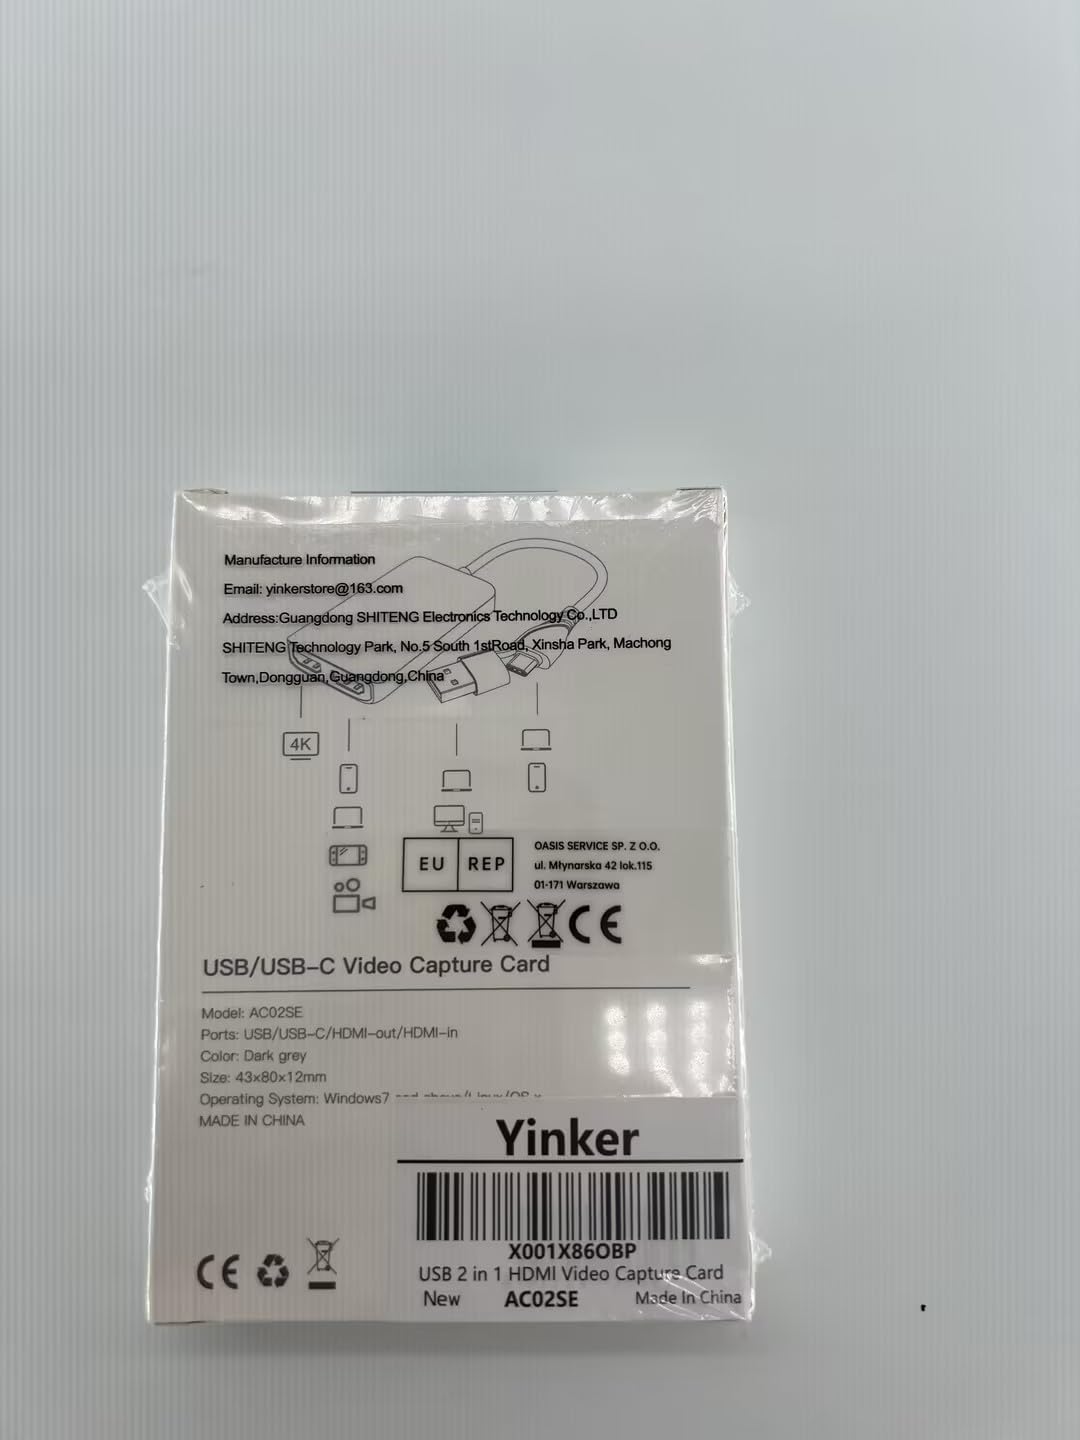 Manufacture Information
Email: yinkerstore@163.com
Address:Guangdong SHITENG Electronics Technology Co.,LTD
SHITENG Technology Park, No.5 South 1stRoad, Xinsha Park, Machong
Town,Dongguan,Guangdong,China
4K
EU REP
OASIS SERVICE SP. Z O.O.
ul. Młynarska 42 lok.115
01-171 Warszawa
CE
USB/USB-C Video Capture Card
Model: AC02SE
Ports: USB/USB-C/HDMI-out/HDMI-in
Color: Dark grey
Size: 43×80×12mm
Operating System: Windows7
MADE IN CHINA
Yinker
X001X86OBP
USB 2 in 1 HDMI Video Capture Card
New AC02SE Made In China
CE